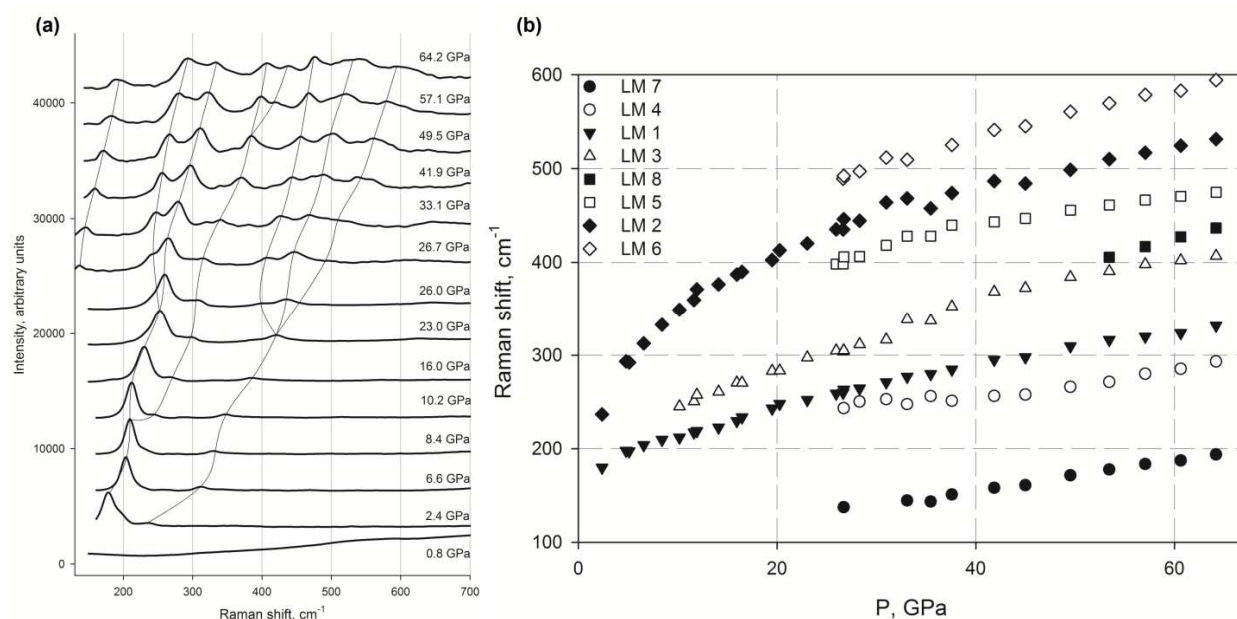 (a)
Intensity, arbitrary units
40000
30000
20000
10000
0
64.2 GPa
57.1 GPa
49.5 GPa
41.9 GPa
33.1 GPa
26.7 GPa
26.0 GPa
23.0 GPa
16.0 GPa
10.2 GPa
8.4 GPa
6.6 GPa
2.4 GPa
0.8 GPa
200 300 400 500 600 700
Raman shift, cm-1
(b)
Raman shift, cm-1
600
500
400
300
200
100
LM 7
LM 4
LM 1
LM 3
LM 8
LM 5
LM 2
LM 6
0 20 40 60
P, GPa